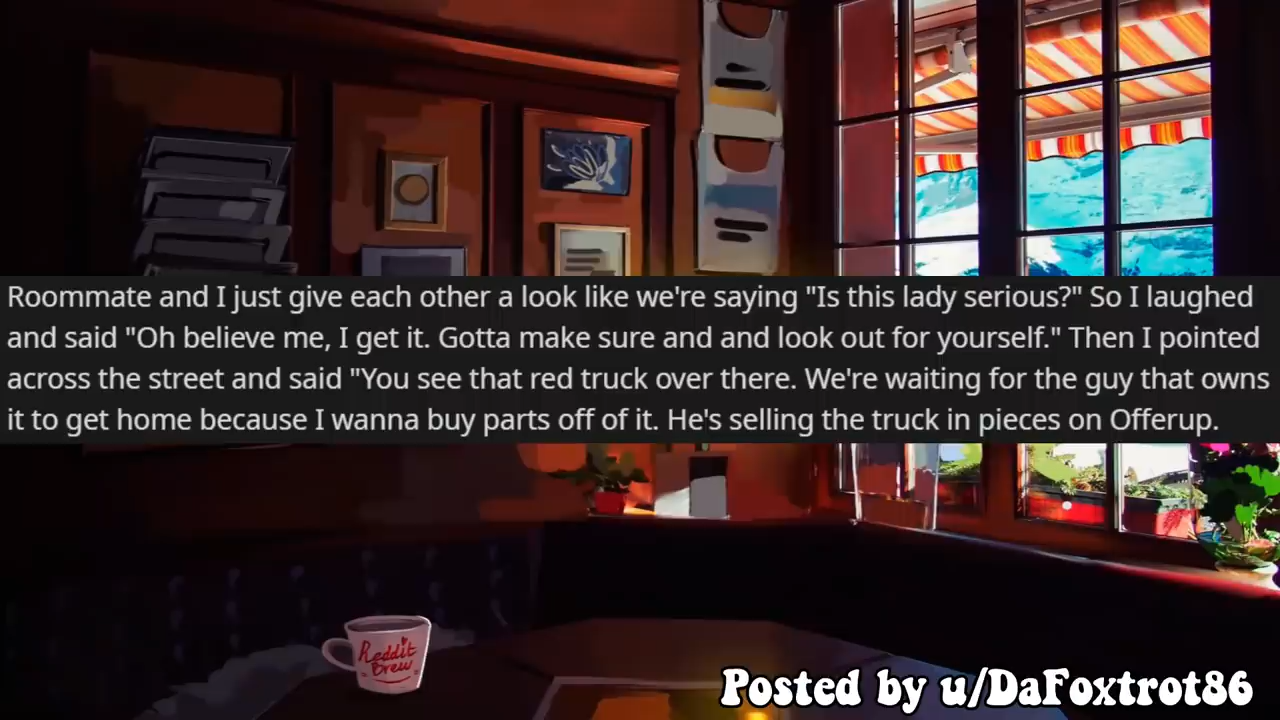 Roommate and I just give each other a look like we're saying "Is this lady serious?" So I laughed
and said "Oh believe me, I get it. Gotta make sure and and look out for yourself." Then I pointed
across the street and said "You see that red truck over there. We're waiting for the guy that owns
it to get home because I wanna buy parts off of it. He's selling the truck in pieces on Offerup.
Reddit
Brew
Posted by u/DaFoxtrot86